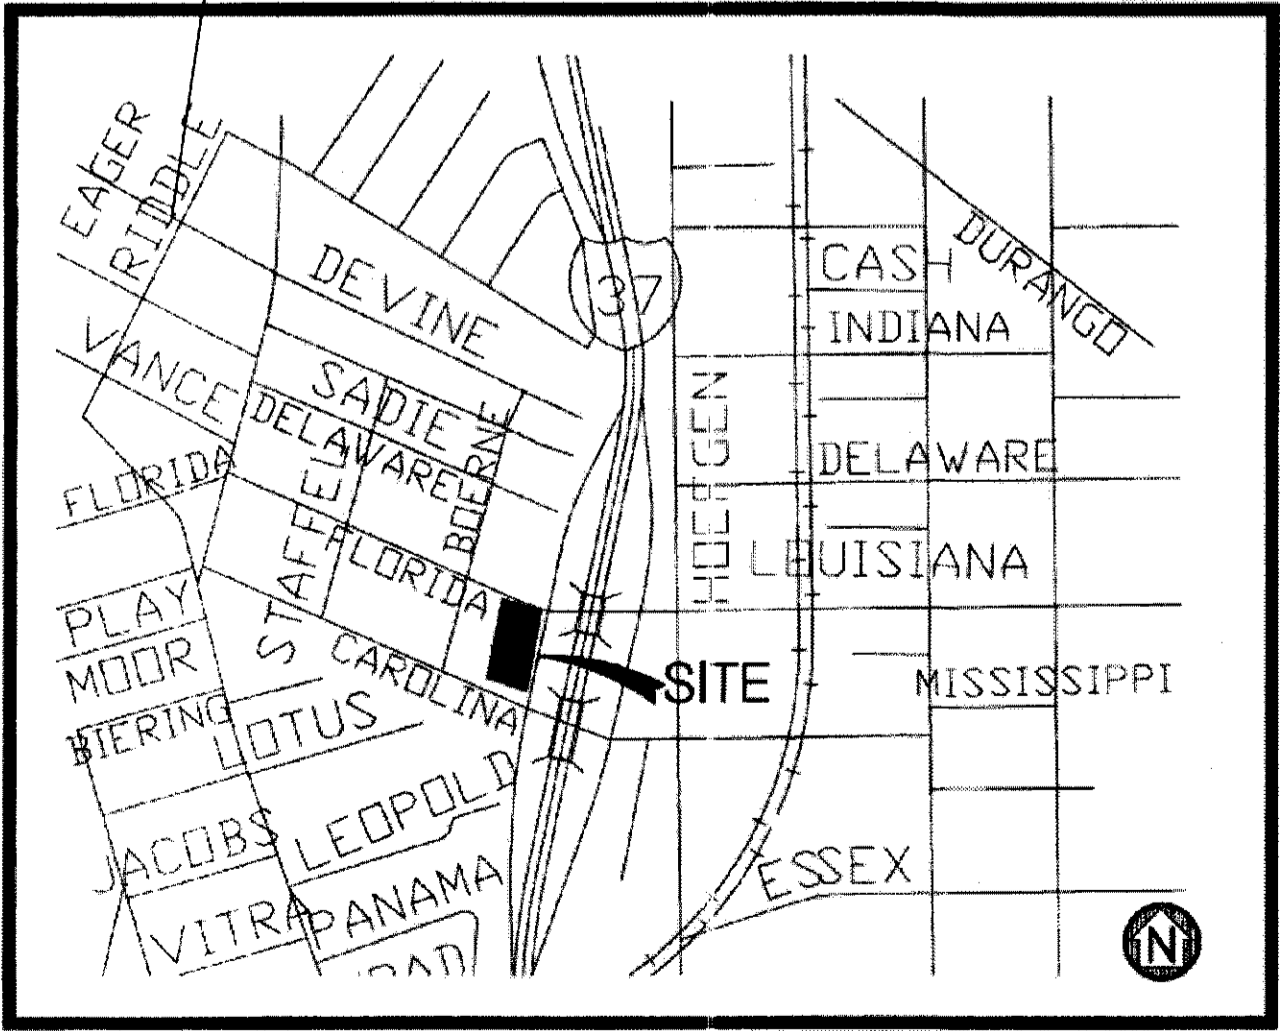 EAGER
RIDDLE
DEVINE
37
CASH
DURANGO
INDIANA
VANCE
SADIE
DELAWARE
BOERNE
HOEFGEN
DELAWARE
FLORIDA
STAFFEL
FLORIDA
LOUISIANA
PLAY
MOOR
CAROLINA
SITE
MISSISSIPPI
BIERING
LOTUS
LEOPOLD
JACOBS
ESSEX
VITRA
PANAMA
N